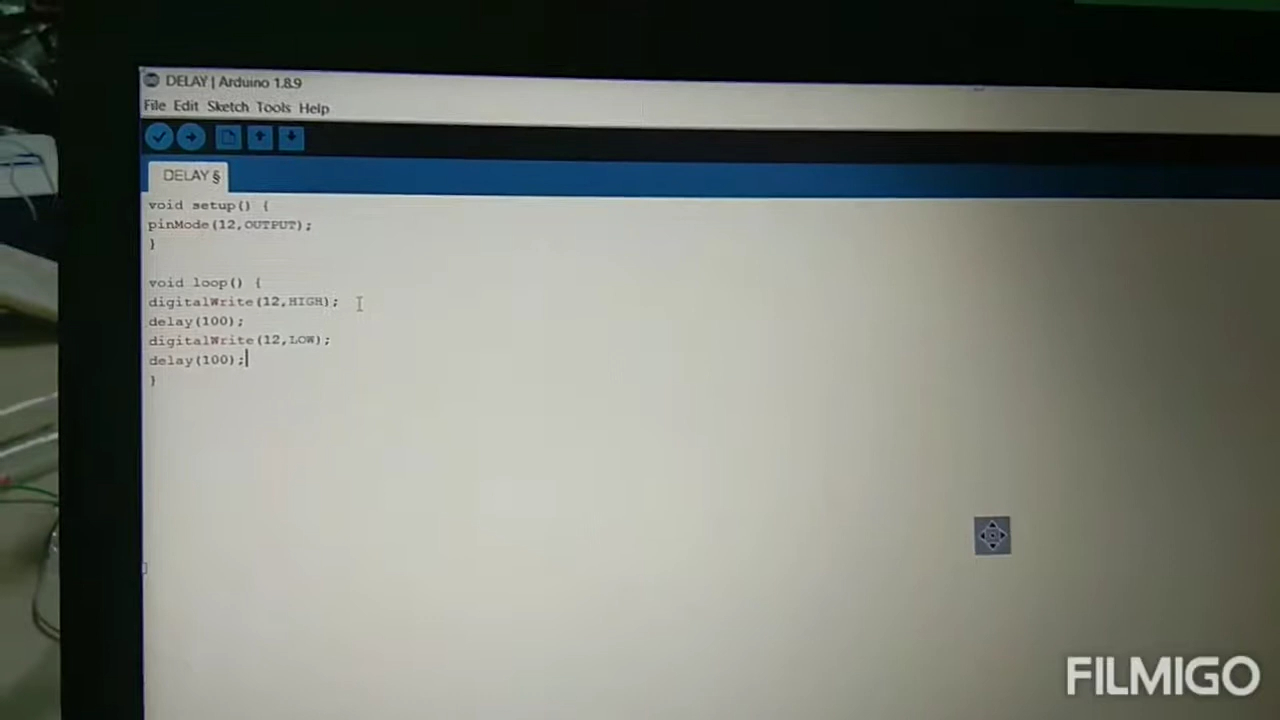 DELAY | Arduino 1.8.9
File Edit Sketch Tools Help
DELAY §
void setup() {
pinMode(12,OUTPUT);
}
void loop() {
digitalWrite(12,HIGH);
delay(100);
digitalWrite(12,LOW);
delay(100);
}
FILMIGO